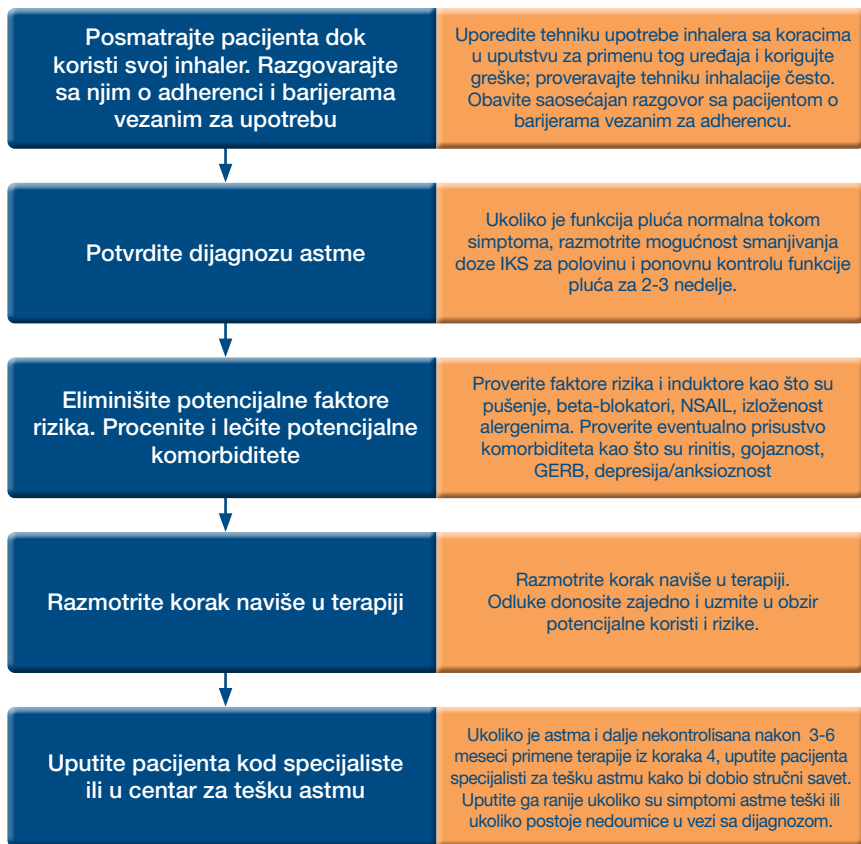 Posmatrajte pacijenta dok
koristi svoj inhaler. Razgovarajte
sa njim o adherenci i barijerama
vezanim za upotrebu
Uporedite tehniku upotrebe inhalera sa koracima
u uputstvu za primenu tog uređaja i korigujte
greške; proveravajte tehniku inhalacije često.
Obavite saosećajan razgovor sa pacijentom o
barijerama vezanim za adherencu.
Potvrdite dijagnozu astme
Ukoliko je funkcija pluća normalna tokom
simptoma, razmotrite mogućnost smanjivanja
doze IKS za polovinu i ponovnu kontrolu funkcije
pluća za 2-3 nedelje.
Eliminišite potencijalne faktore
rizika. Procenite i lečite potencijalne
komorbiditete
Proverite faktore rizika i induktore kao što su
pušenje, beta-blokatori, NSAIL, izloženost
alergenima. Proverite eventualno prisustvo
komorbiditeta kao što su rinitis, gojaznost,
GERB, depresija/anksioznost
Razmotrite korak naviše u terapiji
Razmotrite korak naviše u terapiji.
Odluke donosite zajedno i uzmite u obzir
potencijalne koristi i rizike.
Uputite pacijenta kod specijaliste
ili u centar za tešku astmu
Ukoliko je astma i dalje nekontrolisana nakon 3-6
meseci primene terapije iz koraka 4, uputite pacijenta
specijalisti za tešku astmu kako bi dobio stručni savet.
Uputite ga ranije ukoliko su simptomi astme teški ili
ukoliko postoje nedoumice u vezi sa dijagnozom.